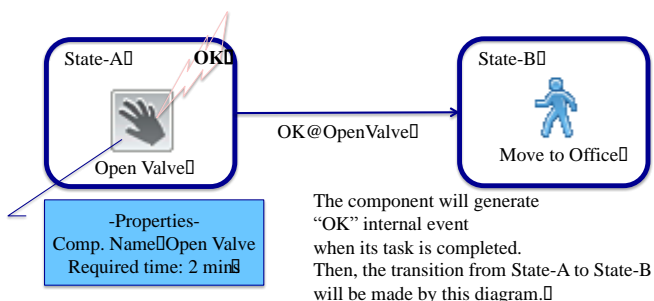 State-A
OK
Open Valve
OK@OpenValve
State-B
Move to Office
-Properties-
Comp. Name Open Valve
Required time: 2 mins
The component will generate
“OK” internal event
when its task is completed.
Then, the transition from State-A to State-B
will be made by this diagram.